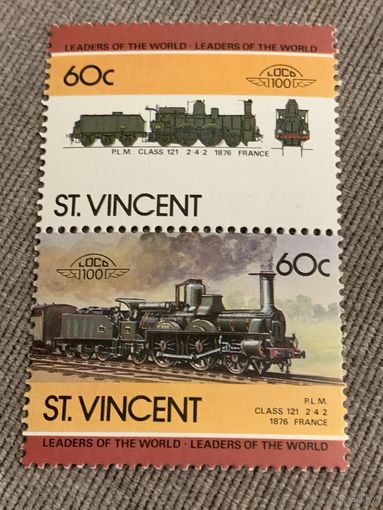 LEADERS OF THE WORLD · LEADERS OF THE WORLD
60c
LOCO
100
P.L.M. CLASS 121 2·4·2 1876 FRANCE
ST. VINCENT
LOCO
100
60c
P.L.M.
CLASS 121 2·4·2
1876 FRANCE
ST. VINCENT
LEADERS OF THE WORLD · LEADERS OF THE WORLD